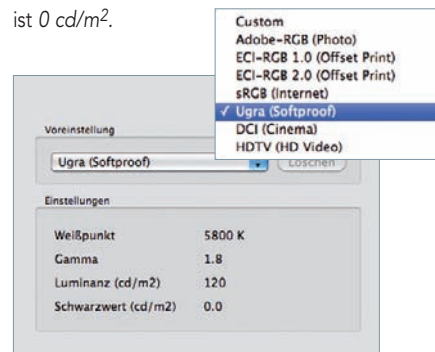 ist 0 cd/m².
Custom
Adobe-RGB (Photo)
ECI-RGB 1.0 (Offset Print)
ECI-RGB 2.0 (Offset Print)
sRGB (Internet)
✓ Ugra (Softproof)
DCI (Cinema)
HDTV (HD Video)
Voreinstellung
Ugra (Softproof) Löschen
Einstellungen
Weißpunkt 5800 K
Gamma 1.8
Luminanz (cd/m2) 120
Schwarzwert (cd/m2) 0.0